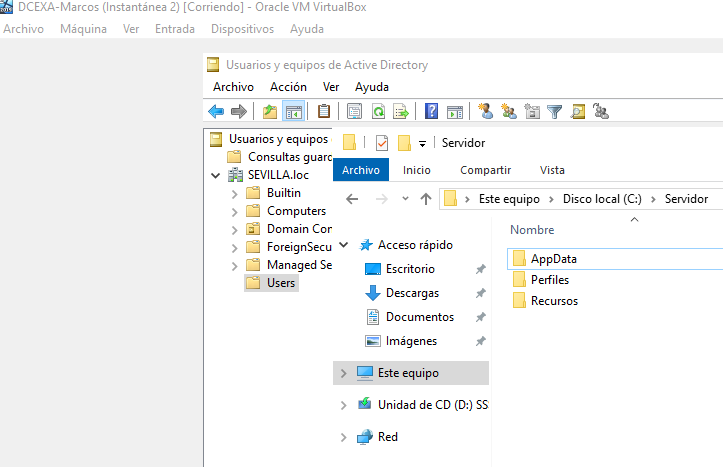 DCEXA-Marcos (Instantánea 2) [Corriendo] - Oracle VM VirtualBox
Archivo Máquina Ver Entrada Dispositivos Ayuda
Usuarios y equipos de Active Directory
Archivo Acción Ver Ayuda
Usuarios y equipos
Consultas guar
SEVILLA.loc
Builtin
Computers
Domain Con
ForeignSecu
Managed Se
Users
Servidor
Archivo Inicio Compartir Vista
Este equipo Disco local (C:) Servidor
Nombre
Acceso rápido
Escritorio
Descargas
Documentos
Imágenes
Este equipo
Unidad de CD (D:) SS
Red
AppData
Perfiles
Recursos